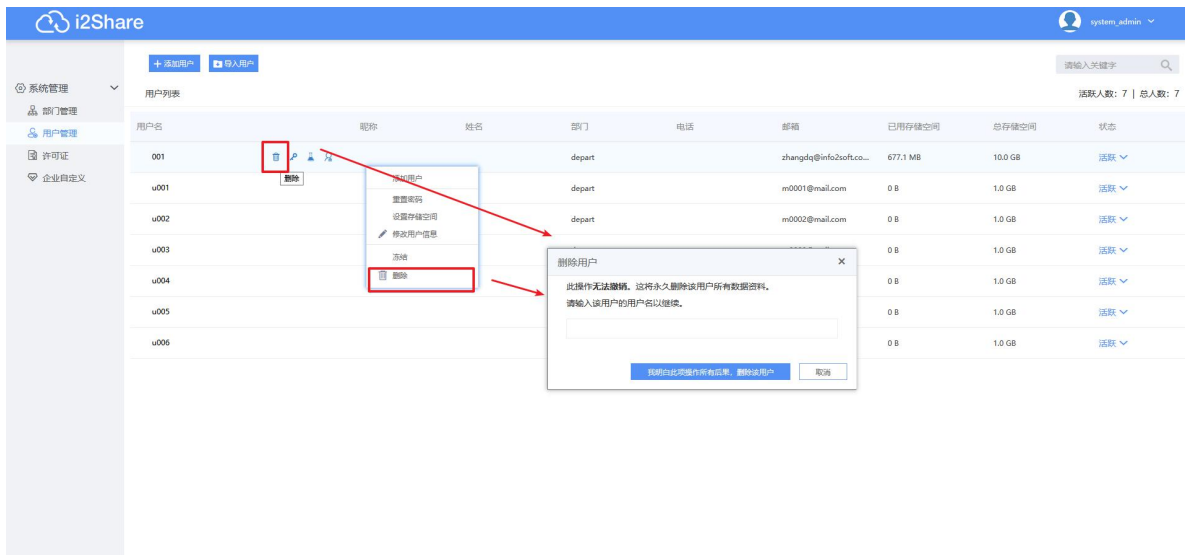 i2Share
system_admin
添加用户
导入用户
请输入关键字
系统管理
部门管理
用户管理
许可证
企业自定义
用户列表
活跃人数：7 | 总人数：7
用户名 昵称 姓名 部门 电话 邮箱 已用存储空间 总存储空间 状态
001 depart zhangdq@info2soft.co... 677.1 MB 10.0 GB 活跃
删除
u001 depart m0001@mail.com 0 B 1.0 GB 活跃
u002 depart m0002@mail.com 0 B 1.0 GB 活跃
u003 0 B 1.0 GB 活跃
u004 0 B 1.0 GB 活跃
u005 0 B 1.0 GB 活跃
u006 0 B 1.0 GB 活跃
添加用户
重置密码
设置存储空间
修改用户信息
冻结
删除
删除用户
此操作无法撤销。这将永久删除该用户所有数据资料。
请输入该用户的用户名以继续。
我明白此项操作所有后果，删除该用户
取消